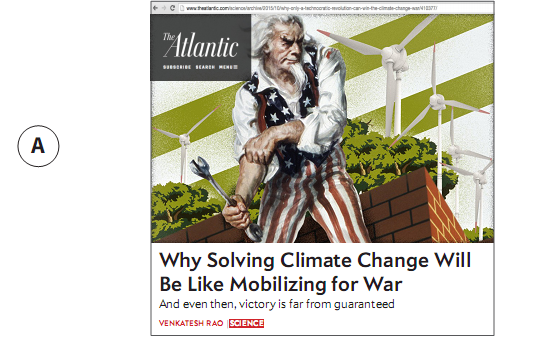 www.theatlantic.com/science/archive/2015/10/why-only-a-technocratic-revolution-can-win-the-climate-change-war/410377/
The Atlantic
SUBSCRIBE SEARCH MENU
A
Why Solving Climate Change Will
Be Like Mobilizing for War
And even then, victory is far from guaranteed
VENKATESH RAO | SCIENCE